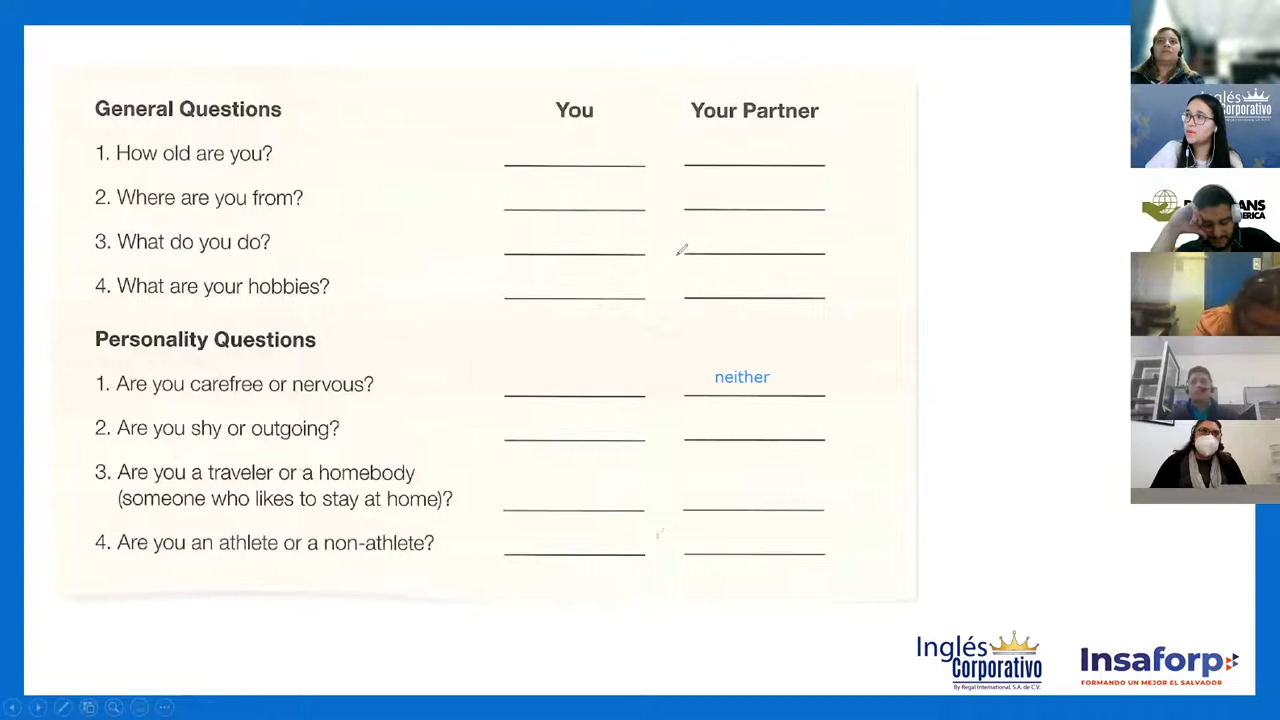 General Questions You Your Partner
1. How old are you?
2. Where are you from?
3. What do you do?
4. What are your hobbies?
Personality Questions
1. Are you carefree or nervous? neither
2. Are you shy or outgoing?
3. Are you a traveler or a homebody
(someone who likes to stay at home)?
4. Are you an athlete or a non-athlete?
Inglés
Corporativo
By Regal International, S.A. de C.V.
Insaforp
FORMANDO UN MEJOR EL SALVADOR
Corporativo